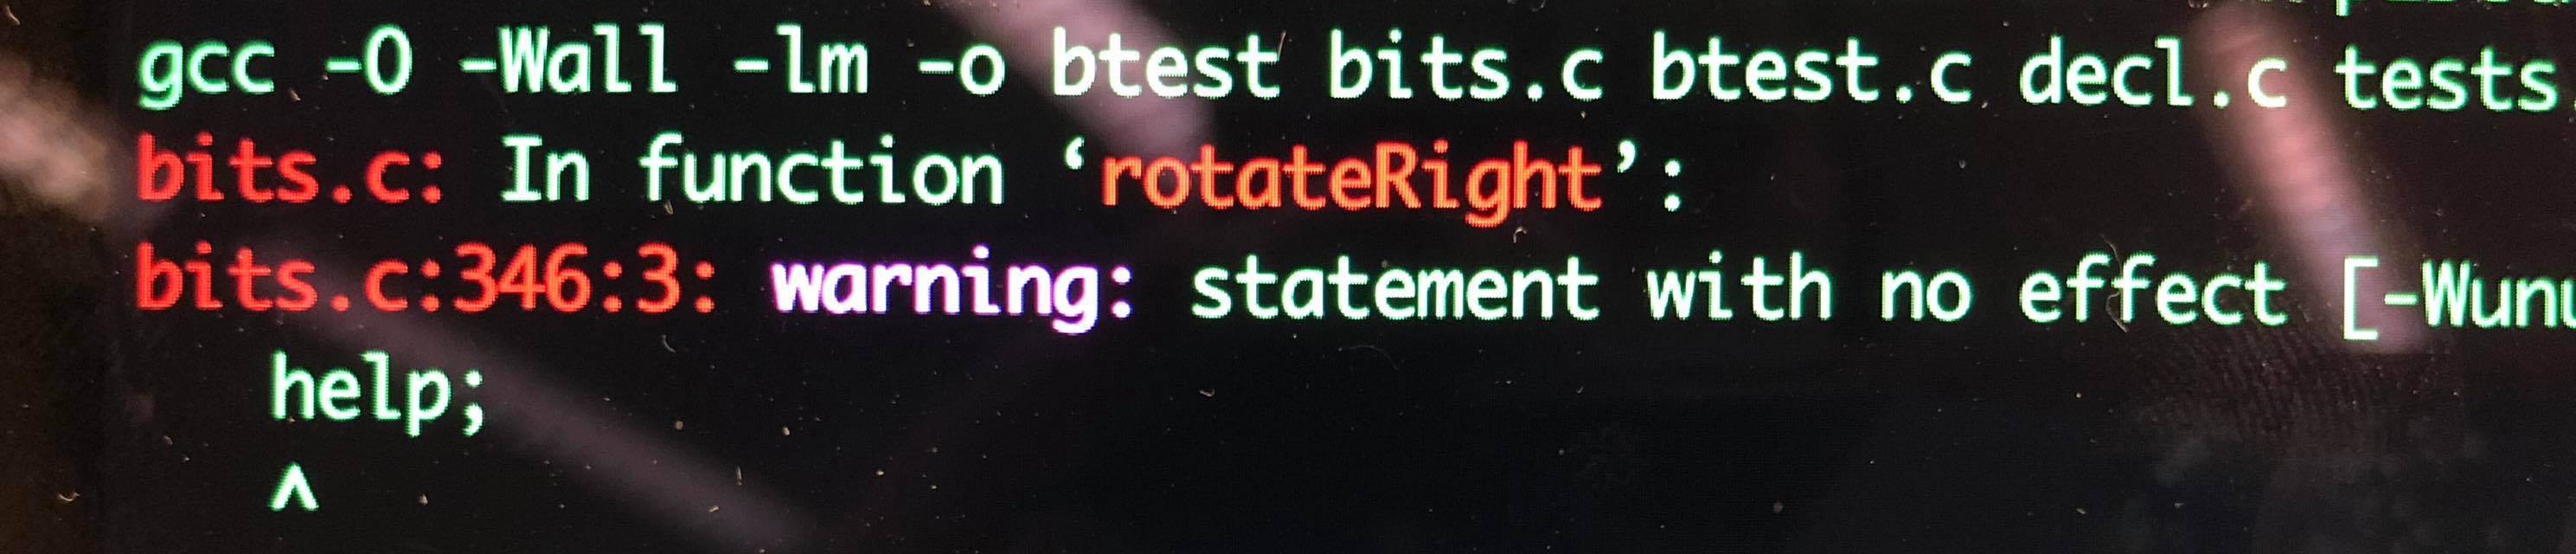 gcc -O -Wall -lm -o btest bits.c btest.c decl.c tests
bits.c: In function ‘rotateRight’:
bits.c:346:3: warning: statement with no effect [-Wunu
help;
^